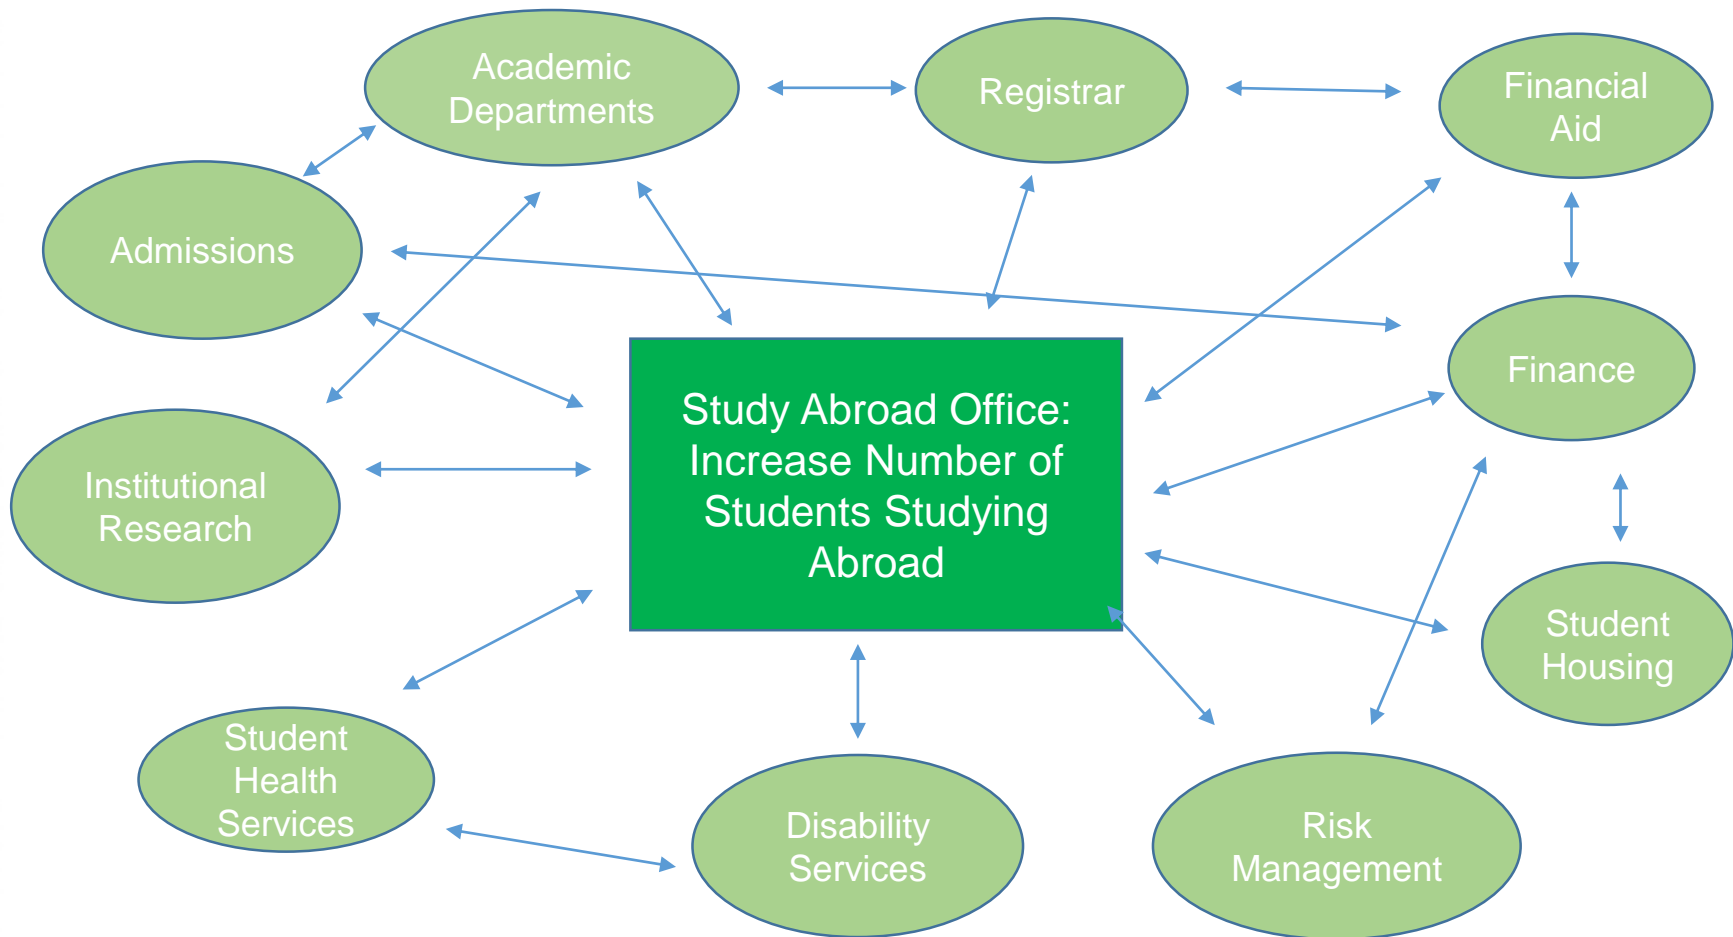 Academic
Departments
Registrar
Financial
Aid
Admissions
Finance
Study Abroad Office:
Increase Number of
Students Studying
Abroad
Institutional
Research
Student
Housing
Student
Health
Services
Disability
Services
Risk
Management